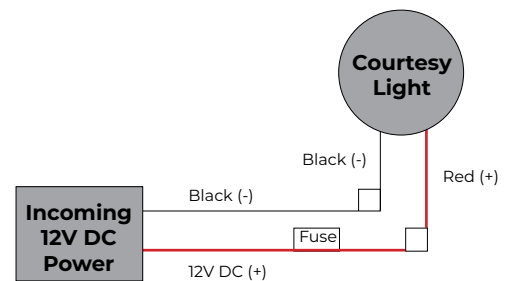 Courtesy
Light
Black (-)
Red (+)
Black (-)
Incoming
12V DC
Power
Fuse
12V DC (+)